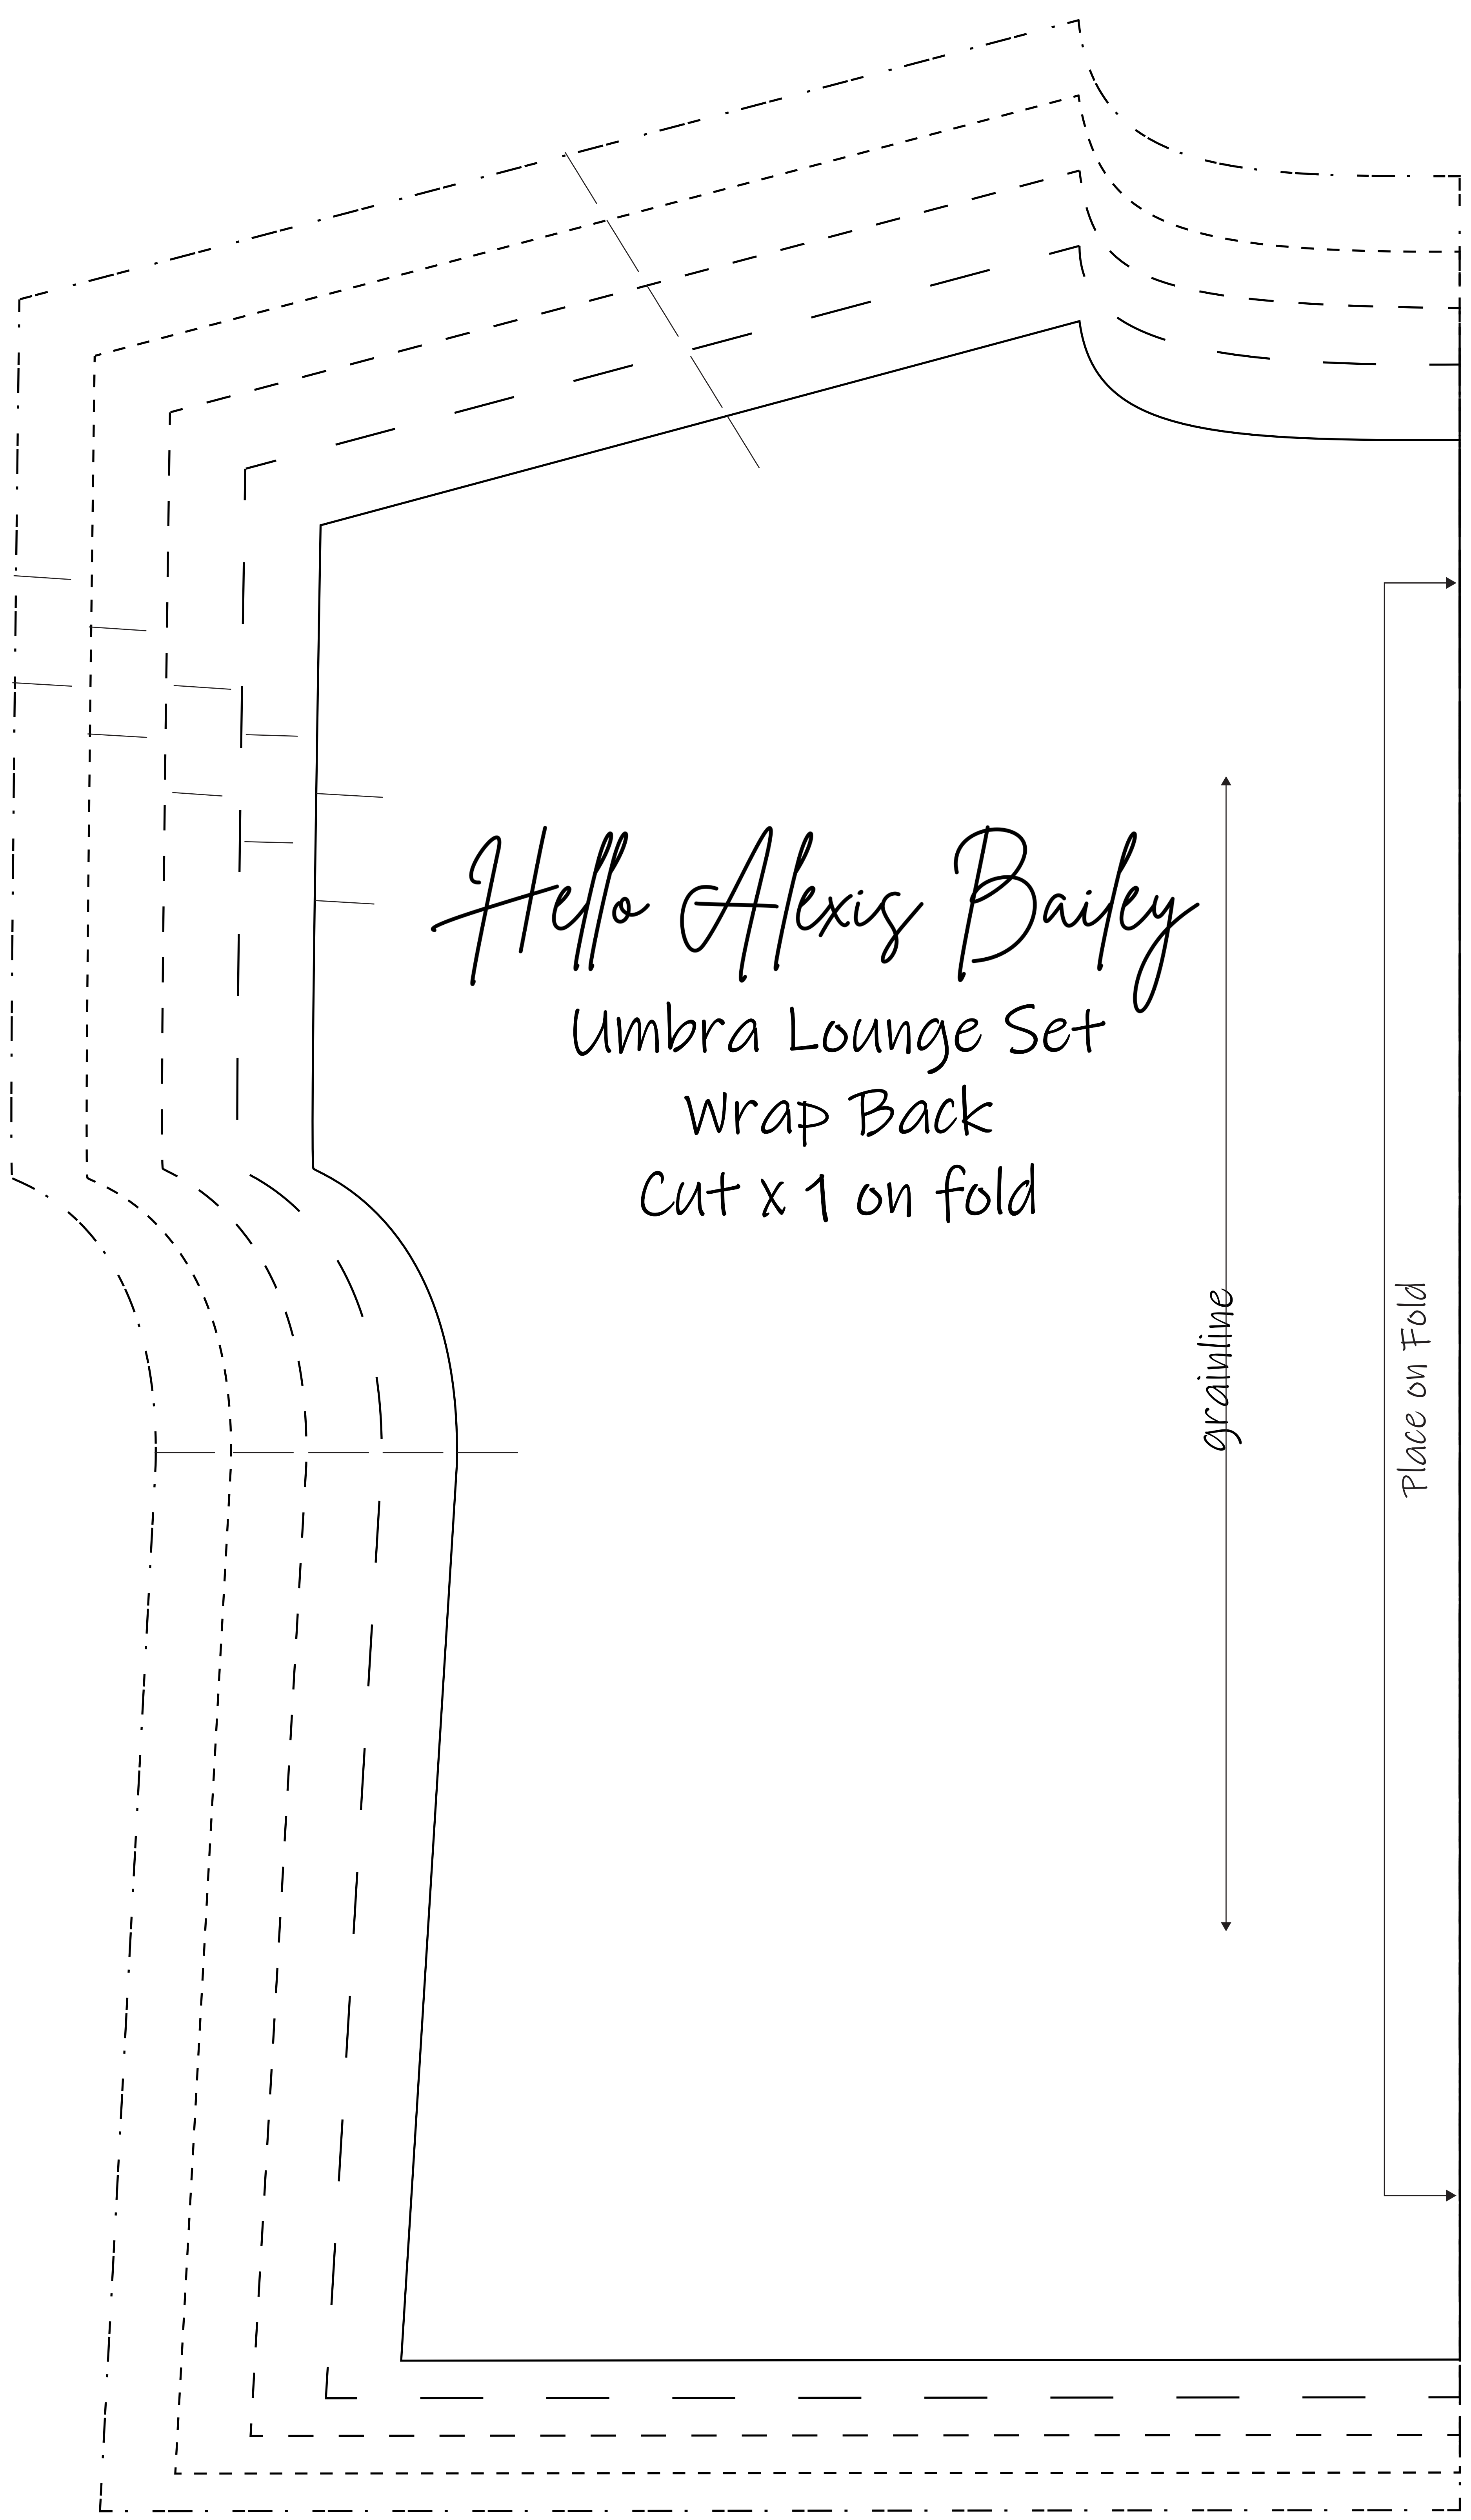 Hello Alexis Bailey
Umbra Lounge Set
Wrap Back
Cut x 1 on fold
grainline
Place on Fold